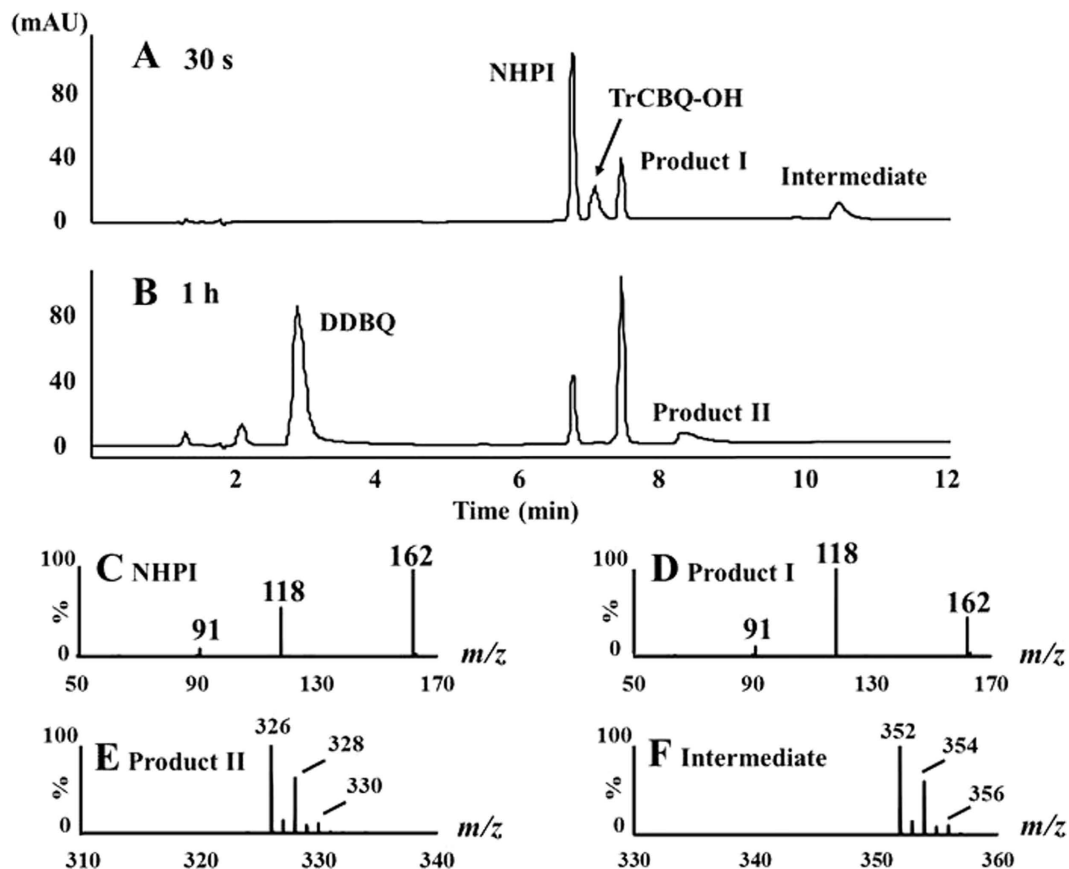 (mAU)
A 30 s
NHPI
TrCBQ-OH
Product I
Intermediate
80
40
0
B 1 h
DDBQ
Product II
80
40
0
2 4 6 8 10 12
Time (min)
C NHPI
100
%
0
91
118
162
m/z
50 90 130 170
D Product I
100
%
0
91
118
162
m/z
50 90 130 170
E Product II
100
%
0
326
328
330
m/z
310 320 330 340
F Intermediate
100
%
0
352
354
356
m/z
330 340 350 360